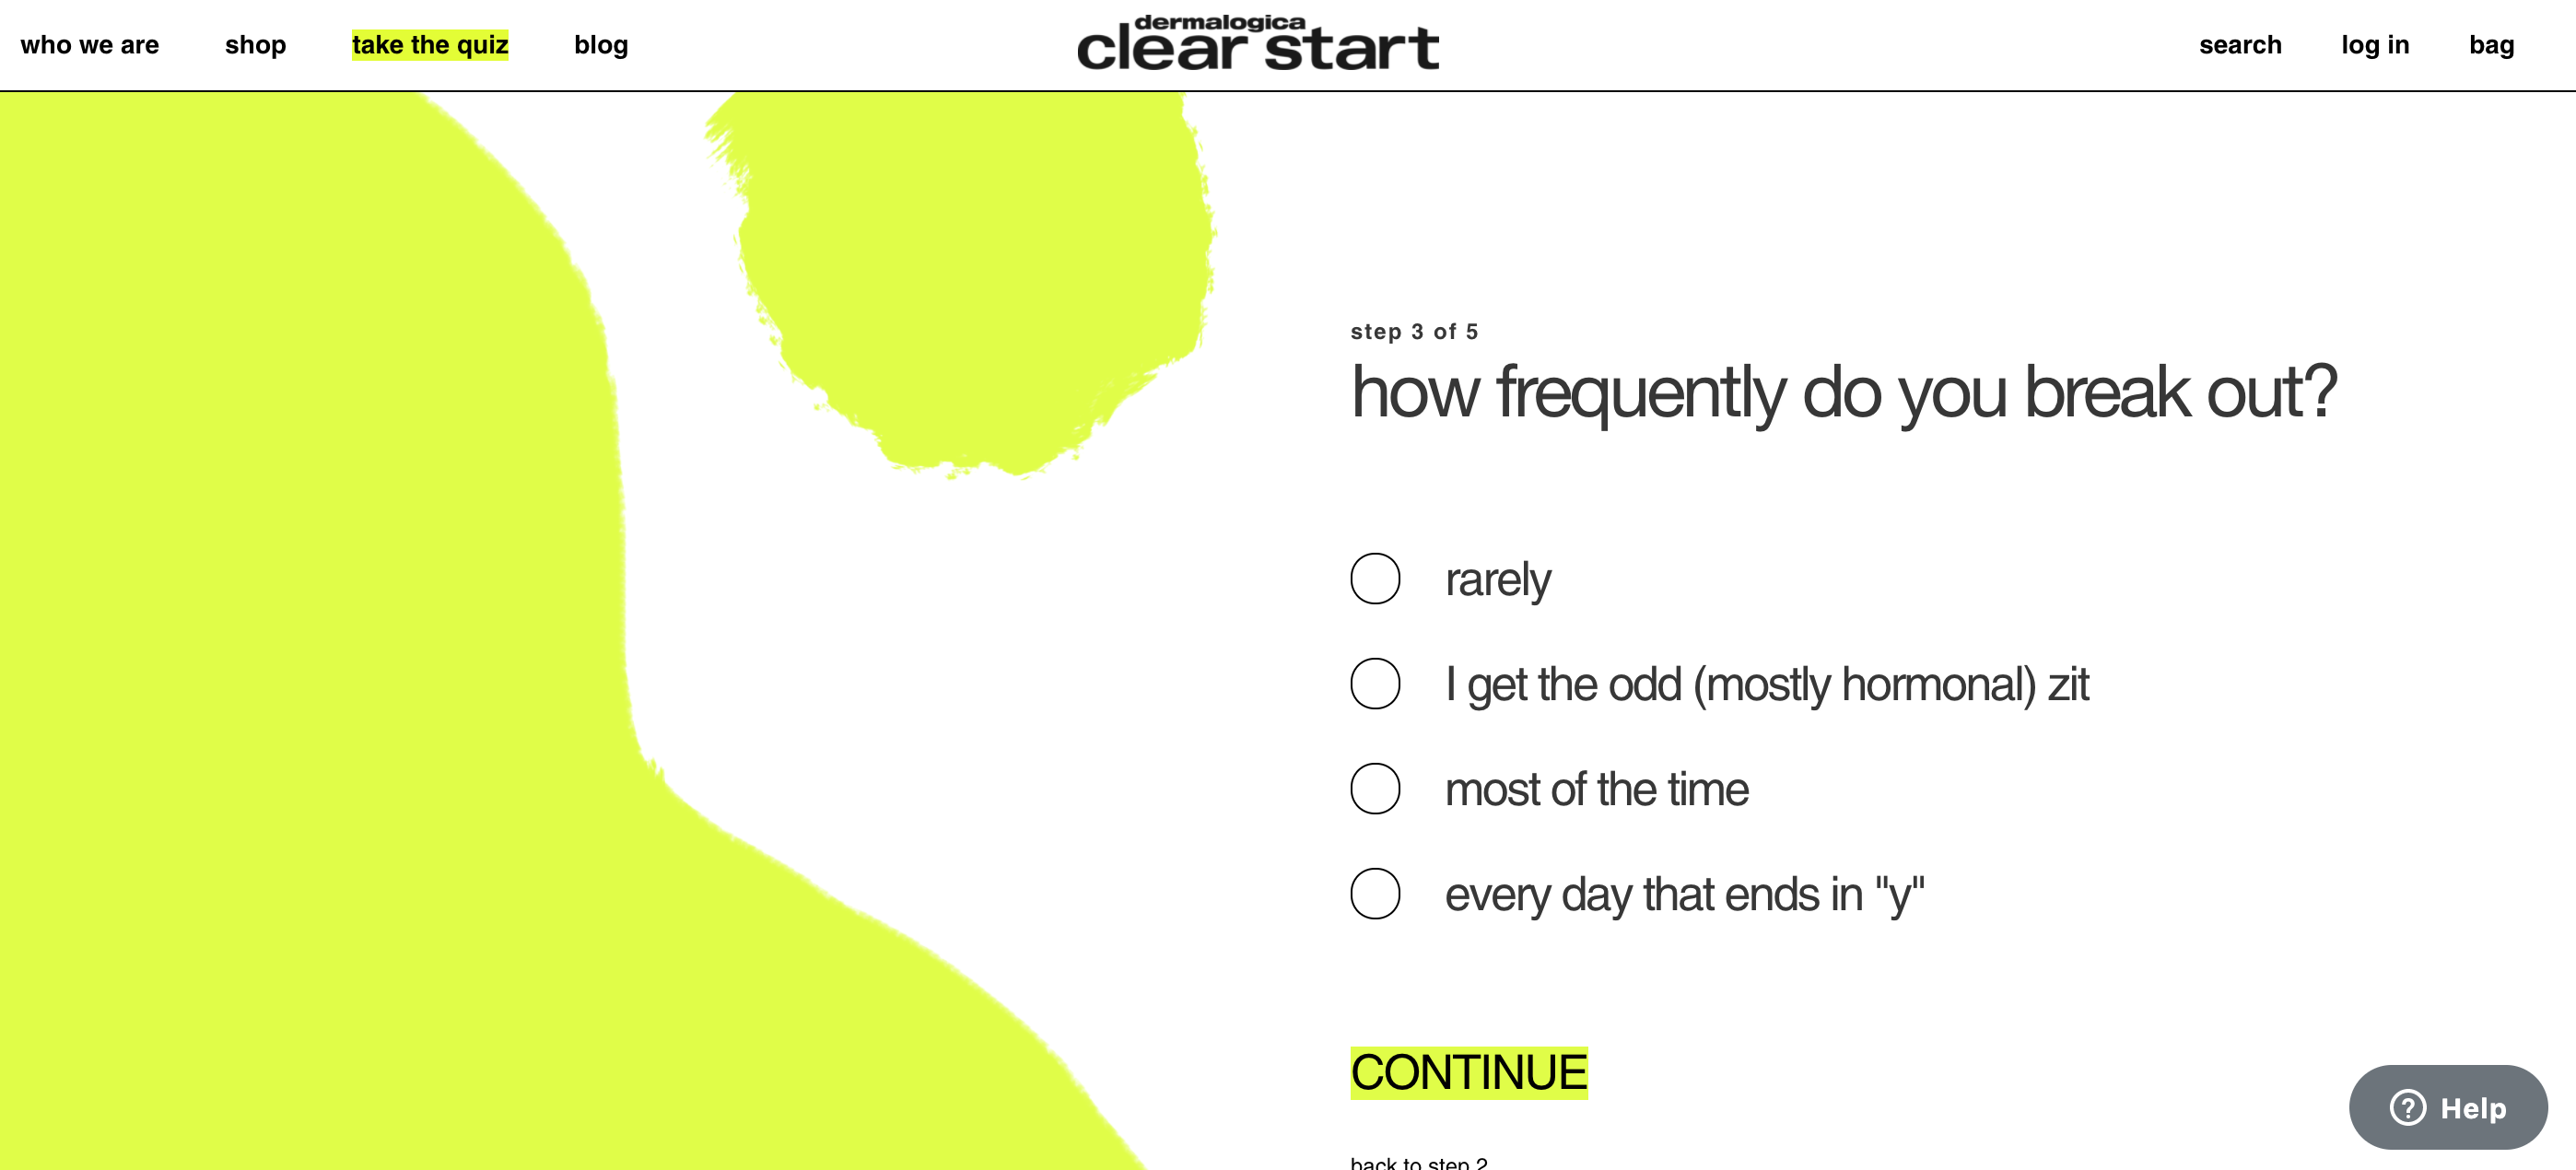 who we are
shop
take the quiz
blog
dermalogica
clear start
search
log in
bag
step 3 of 5
how frequently do you break out?
rarely
I get the odd (mostly hormonal) zit
most of the time
every day that ends in "y"
CONTINUE
back to step 2
Help